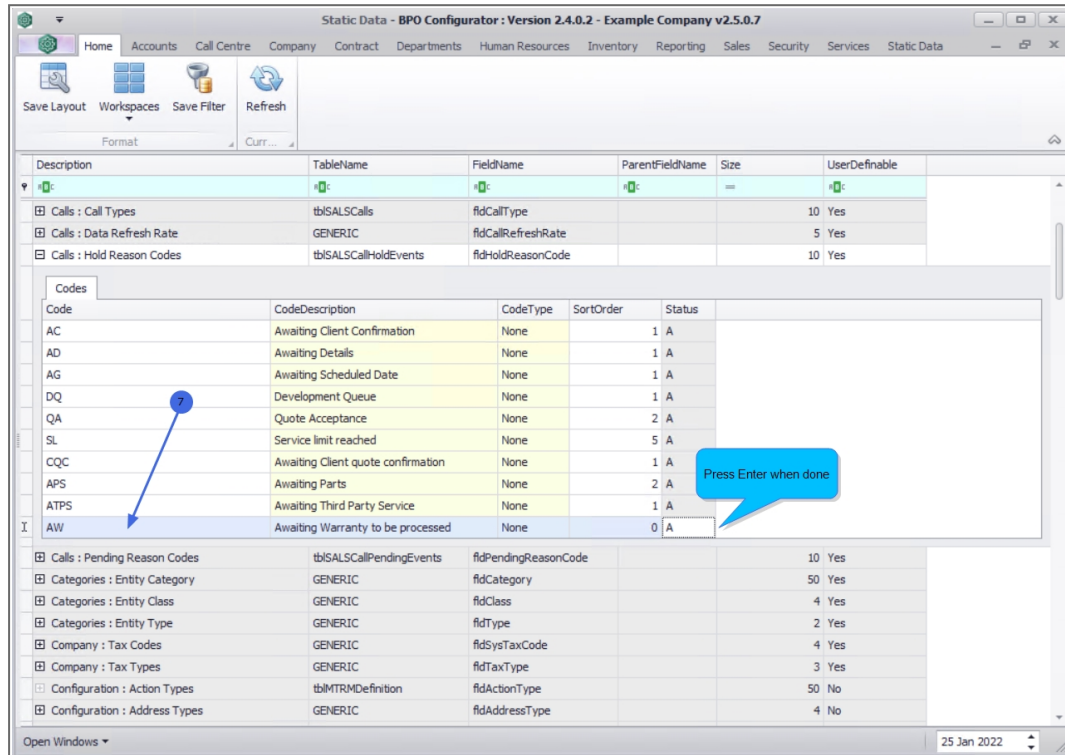 Static Data - BPO Configurator : Version 2.4.0.2 - Example Company v2.5.0.7
Home Accounts Call Centre Company Contract Departments Human Resources Inventory Reporting Sales Security Services Static Data
Save Layout Workspaces Save Filter Refresh
Format Curr...
Description TableName FieldName ParentFieldName Size UserDefinable
Calls : Call Types tblSALSCalls fldCallType 10 Yes
Calls : Data Refresh Rate GENERIC fldCallRefreshRate 5 Yes
Calls : Hold Reason Codes tblSALSCallHoldEvents fldHoldReasonCode 10 Yes
Codes
Code CodeDescription CodeType SortOrder Status
AC Awaiting Client Confirmation None 1 A
AD Awaiting Details None 1 A
AG Awaiting Scheduled Date None 1 A
DQ Development Queue None 1 A
7
QA Quote Acceptance None 2 A
SL Service limit reached None 5 A
CQC Awaiting Client quote confirmation None 1 A
Press Enter when done
APS Awaiting Parts None 2 A
ATPS Awaiting Third Party Service None 1 A
AW Awaiting Warranty to be processed None 0 A
Calls : Pending Reason Codes tblSALSCallPendingEvents fldPendingReasonCode 10 Yes
Categories : Entity Category GENERIC fldCategory 50 Yes
Categories : Entity Class GENERIC fldClass 4 Yes
Categories : Entity Type GENERIC fldType 2 Yes
Company : Tax Codes GENERIC fldSysTaxCode 4 Yes
Company : Tax Types GENERIC fldTaxType 3 Yes
Configuration : Action Types tblMTRMDefinition fldActionType 50 No
Configuration : Address Types GENERIC fldAddressType 4 No
Open Windows 25 Jan 2022